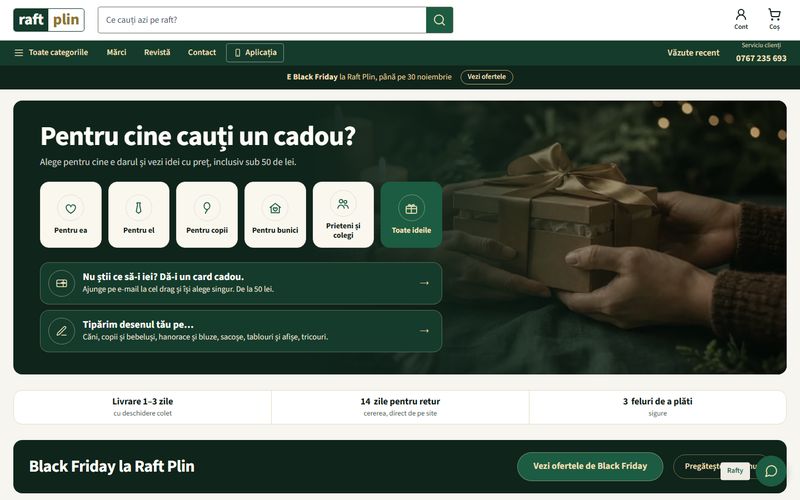 raft plin
Ce cauți azi pe raft?
Cont
Coș
Toate categoriile
Mărci
Revistă
Contact
Aplicația
Văzute recent
Serviciu clienți
0767 235 693
E Black Friday la Raft Plin, până pe 30 noiembrie
Vezi ofertele
Pentru cine cauți un cadou?
Alege pentru cine e darul și vezi idei cu preț, inclusiv sub 50 de lei.
Pentru ea
Pentru el
Pentru copii
Pentru bunici
Prieteni și
colegi
Toate ideile
Nu știi ce să-i iei? Dă-i un card cadou.
Ajunge pe e-mail la cel drag și își alege singur. De la 50 lei.
→
Tipărim desenul tău pe...
Căni, copii și bebeluși, hanorace și bluze, sacoșe, tablouri și afișe, tricouri.
→
Livrare 1–3 zile
cu deschidere colet
14 zile pentru retur
cererea, direct de pe site
3 feluri de a plăti
sigure
Black Friday la Raft Plin
Vezi ofertele de Black Friday
Rafty